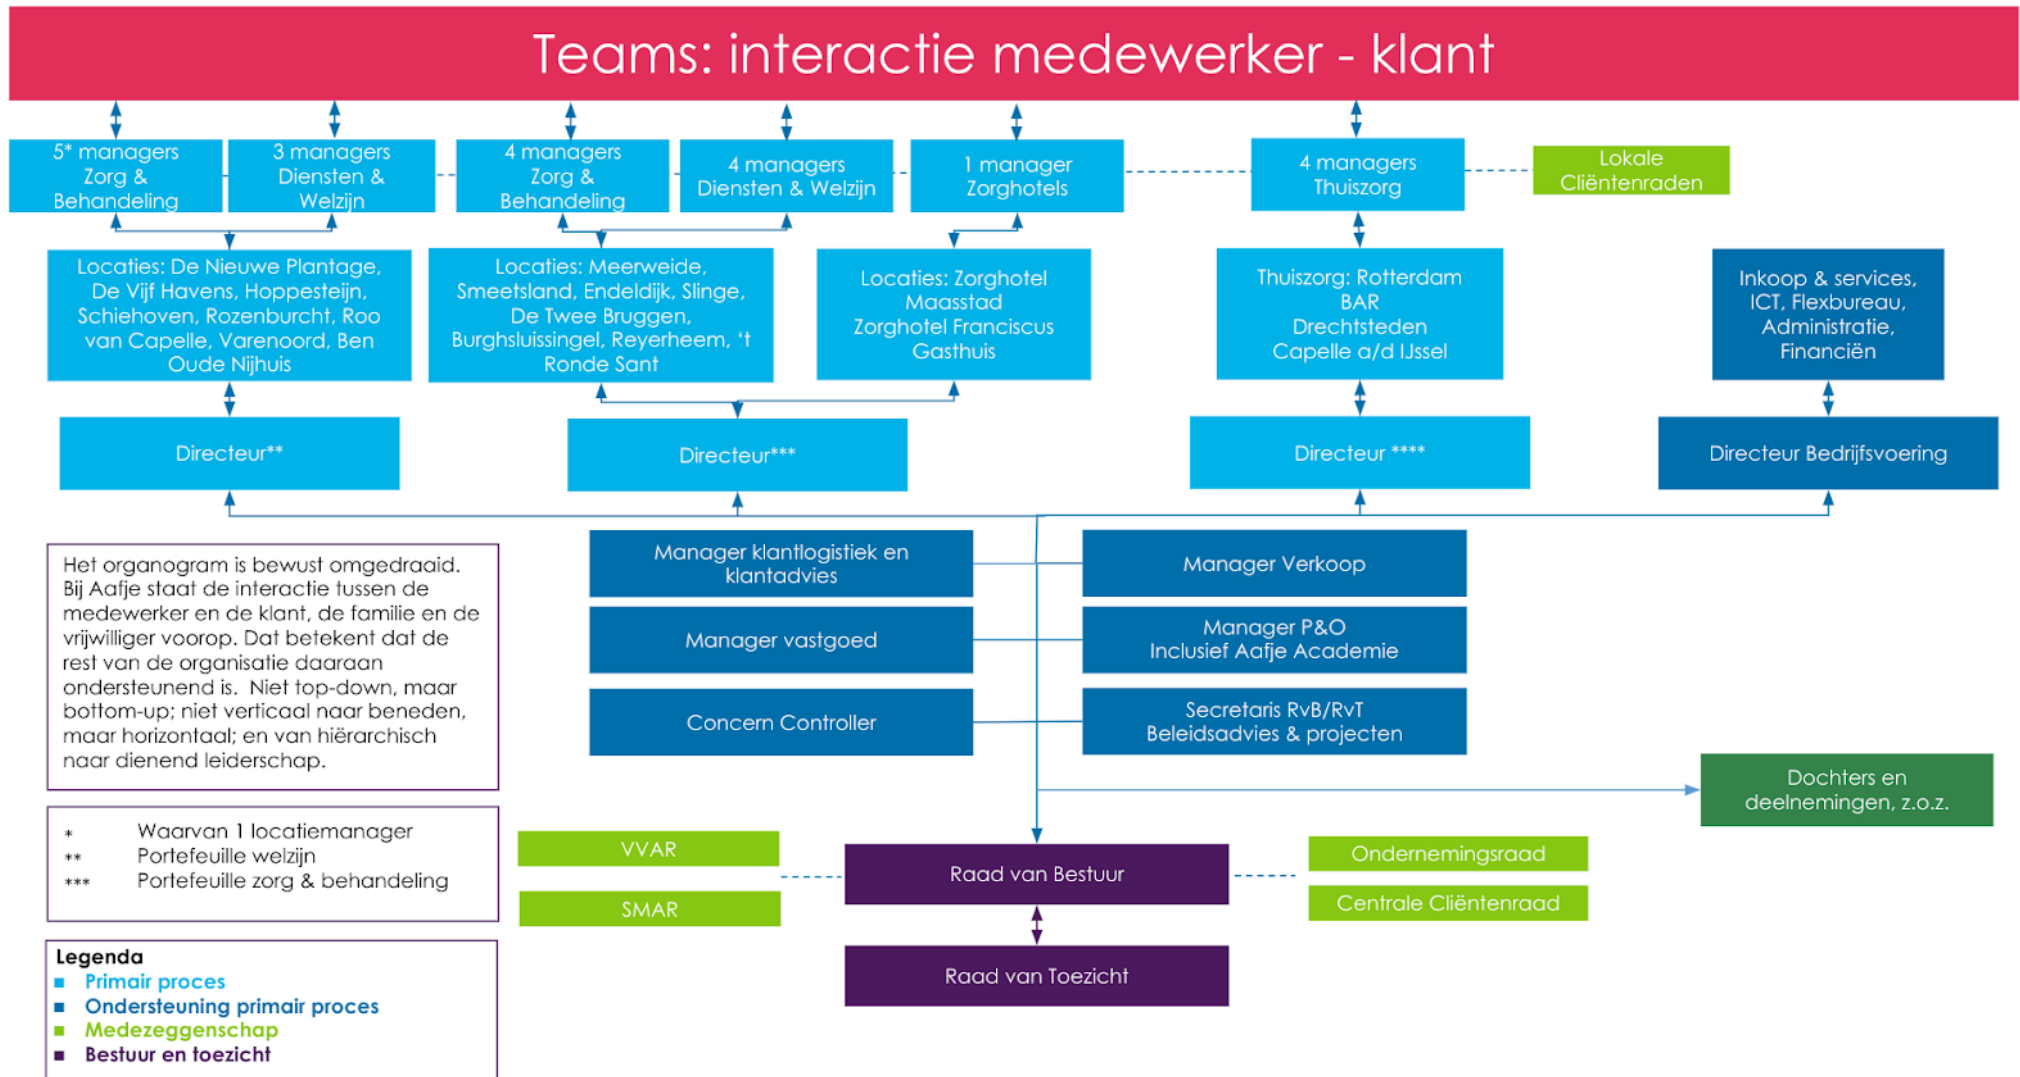 Teams: interactie medewerker - klant
5* managers
Zorg &
Behandeling
3 managers
Diensten &
Welzijn
4 managers
Zorg &
Behandeling
4 managers
Diensten & Welzijn
1 manager
Zorghotels
4 managers
Thuiszorg
Lokale
Cliëntenraden
Locaties: De Nieuwe Plantage,
De Vijf Havens, Hoppesteijn,
Schiehoven, Rozenburcht, Roo
van Capelle, Varenoord, Ben
Oude Nijhuis
Locaties: Meerweide,
Smeetsland, Endeldijk, Slinge,
De Twee Bruggen,
Burghsluissingel, Reyerheem, ‘t
Ronde Sant
Locaties: Zorghotel
Maasstad
Zorghotel Franciscus
Gasthuis
Thuiszorg: Rotterdam
BAR
Drechtsteden
Capelle a/d IJssel
Inkoop & services,
ICT, Flexbureau,
Administratie,
Financiën
Directeur**
Directeur***
Directeur ****
Directeur Bedrijfsvoering
Manager klantlogistiek en
klantadvies
Manager Verkoop
Manager vastgoed
Manager P&O
Inclusief Aafje Academie
Concern Controller
Secretaris RvB/RvT
Beleidsadvies & projecten
Het organogram is bewust omgedraaid.
Bij Aafje staat de interactie tussen de
medewerker en de klant, de familie en de
vrijwilliger voorop. Dat betekent dat de
rest van de organisatie daaraan
ondersteunend is. Niet top-down, maar
bottom-up; niet verticaal naar beneden,
maar horizontaal; en van hiërarchisch
naar dienend leiderschap.
Dochters en
deelnemingen, z.o.z.
* Waarvan 1 locatiemanager
** Portefeuille welzijn
*** Portefeuille zorg & behandeling
VVAR
SMAR
Raad van Bestuur
Ondernemingsraad
Centrale Cliëntenraad
Raad van Toezicht
Legenda
Primair proces
Ondersteuning primair proces
Medezeggenschap
Bestuur en toezicht